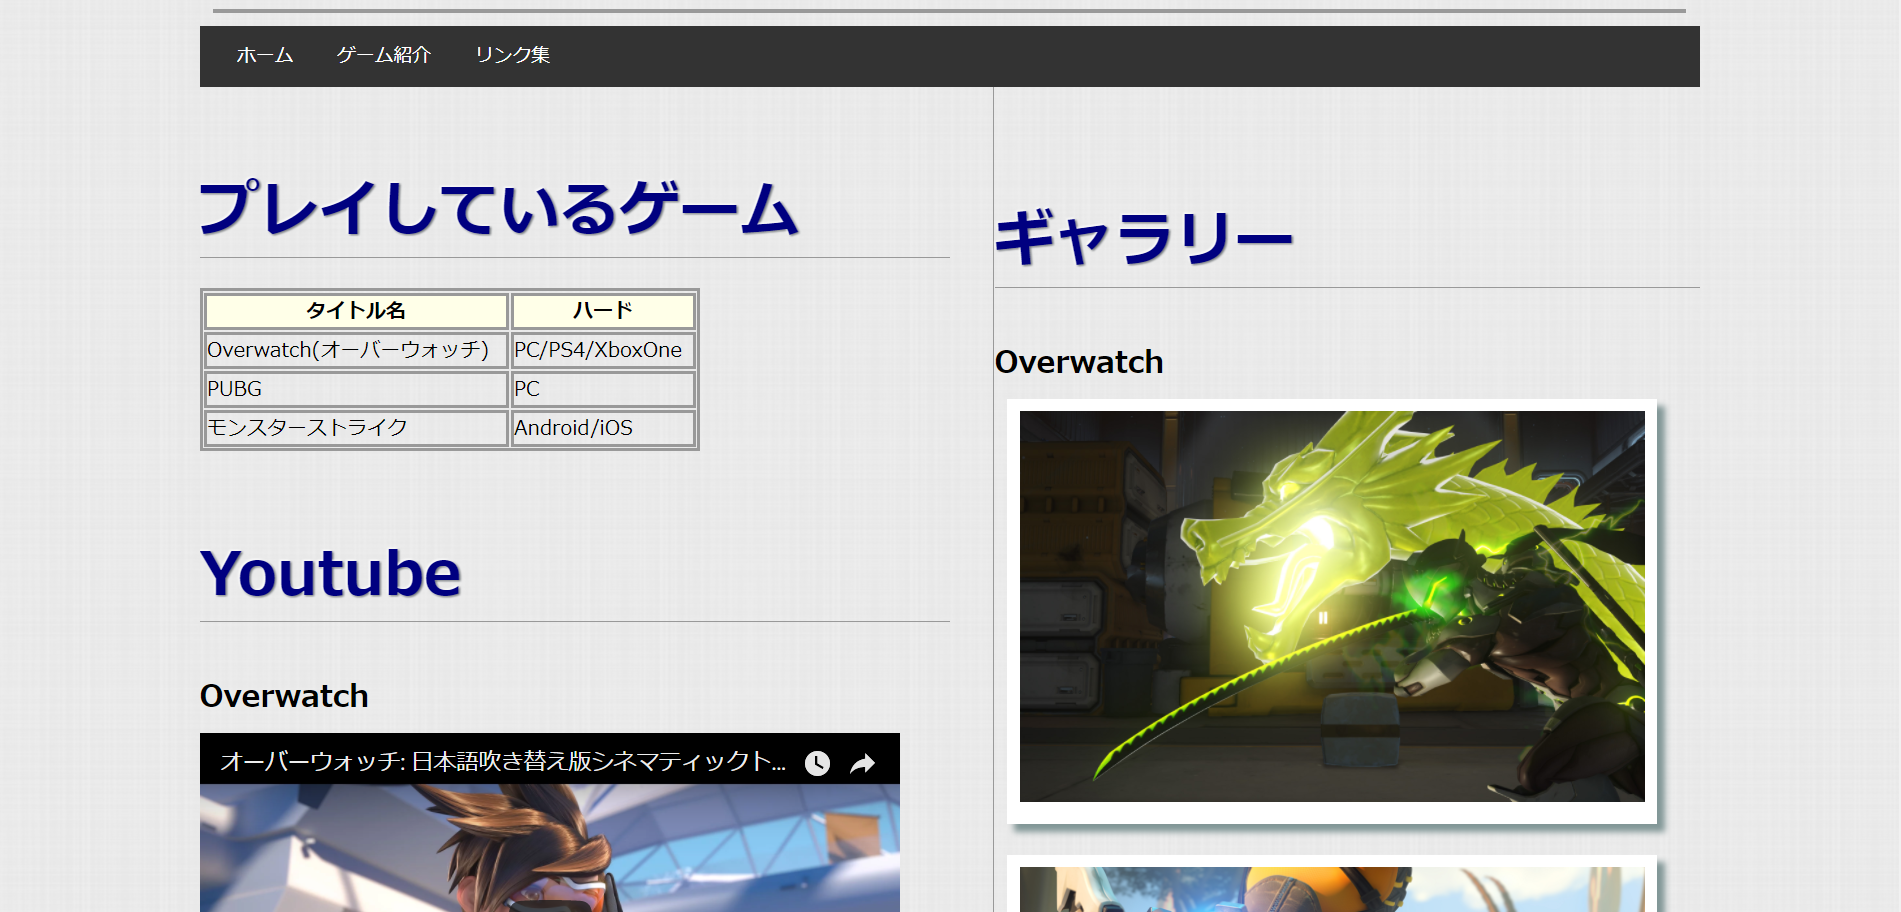 ホーム ゲーム紹介 リンク集
プレイしているゲーム
タイトル名 ハード
Overwatch(オーバーウォッチ) PC/PS4/XboxOne
PUBG PC
モンスターストライク Android/iOS
Youtube
Overwatch
オーバーウォッチ: 日本語吹き替え版シネマティックト...
ギャラリー
Overwatch